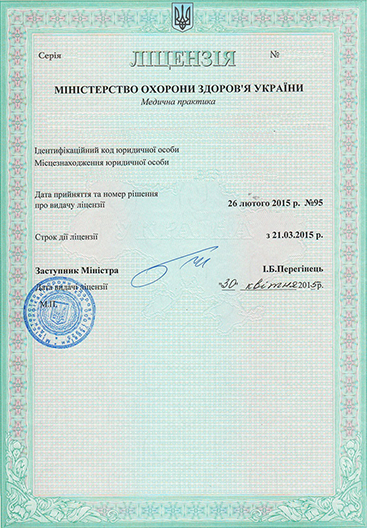 Серія ЛІЦЕНЗІЯ №
МІНІСТЕРСТВО ОХОРОНИ ЗДОРОВ'Я УКРАЇНИ
Медична практика
Ідентифікаційний код юридичної особи
Місцезнаходження юридичної особи
Дата прийняття та номер рішення
про видачу ліцензії 26 лютого 2015 р. №95
Строк дії ліцензії з 21.03.2015 р.
Заступник Міністра І.Б.Перегінець
Дата видачі ліцензії "30" квітня 2015р.
М.П.